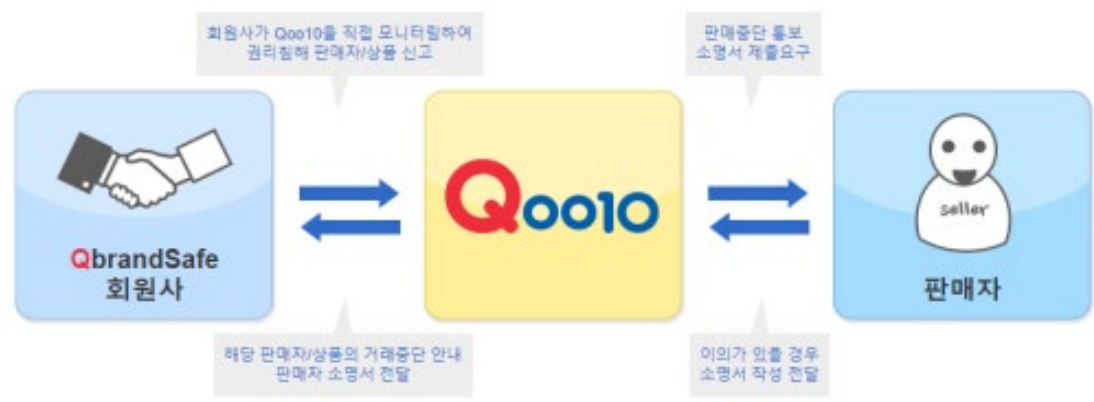 회원사가 Qoo10을 직접 모니터링하여
권리침해 판매자/상품 신고
판매중단 통보
소명서 제출요구
QbrandSafe
회원사
Qoo10
seller
판매자
해당 판매자/상품의 거래중단 안내
판매자 소명서 전달
이의가 있을 경우
소명서 작성 전달